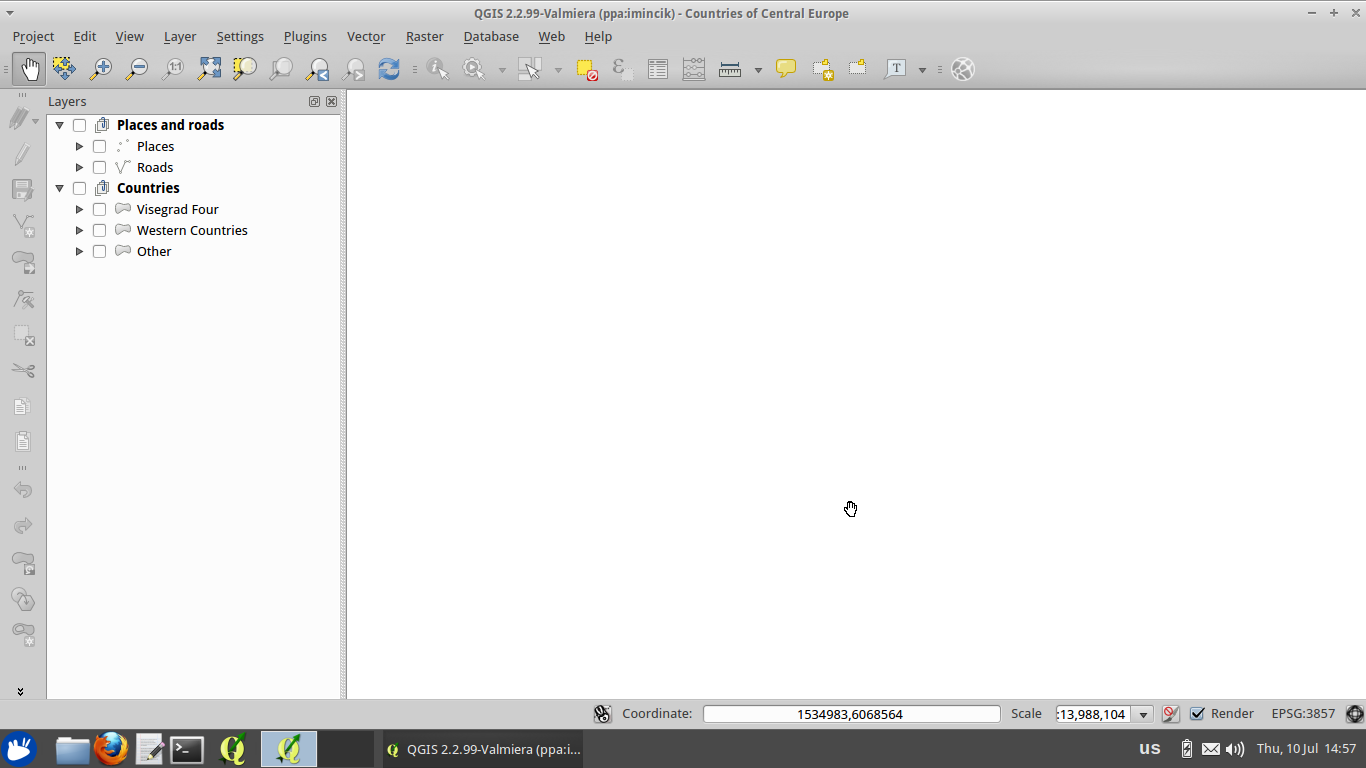 QGIS 2.2.99-Valmiera (ppa:imincik) - Countries of Central Europe
Project Edit View Layer Settings Plugins Vector Raster Database Web Help
1:1
ε
T
Layers
Places and roads
Places
Roads
Countries
Visegrad Four
Western Countries
Other
Coordinate: 1534983,6068564 Scale :13,988,104 Render EPSG:3857
QGIS 2.2.99-Valmiera (ppa:i... us Thu, 10 Jul 14:57